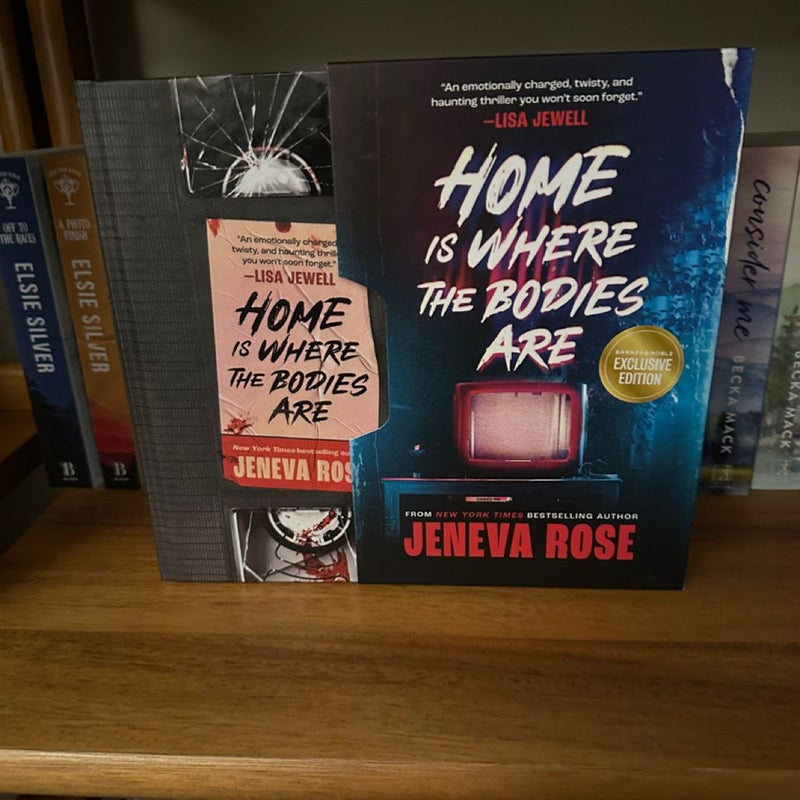 OFF TO
THE RACES
ELSIE SILVER
A PHOTO
FINISH
ELSIE SILVER
"An emotionally charged,
twisty, and haunting thrill
you won't soon forget."
—LISA JEWELL
HOME
IS WHERE
THE BODIES
ARE
New York Times bestselling au
JENEVA ROS
"An emotionally charged, twisty, and
haunting thriller you won't soon forget."
—LISA JEWELL
HOME
IS WHERE
THE BODIES
ARE
BARNES & NOBLE
EXCLUSIVE
EDITION
FROM NEW YORK TIMES BESTSELLING AUTHOR
JENEVA ROSE
consider me
BECKA MACK
BECKA MACK